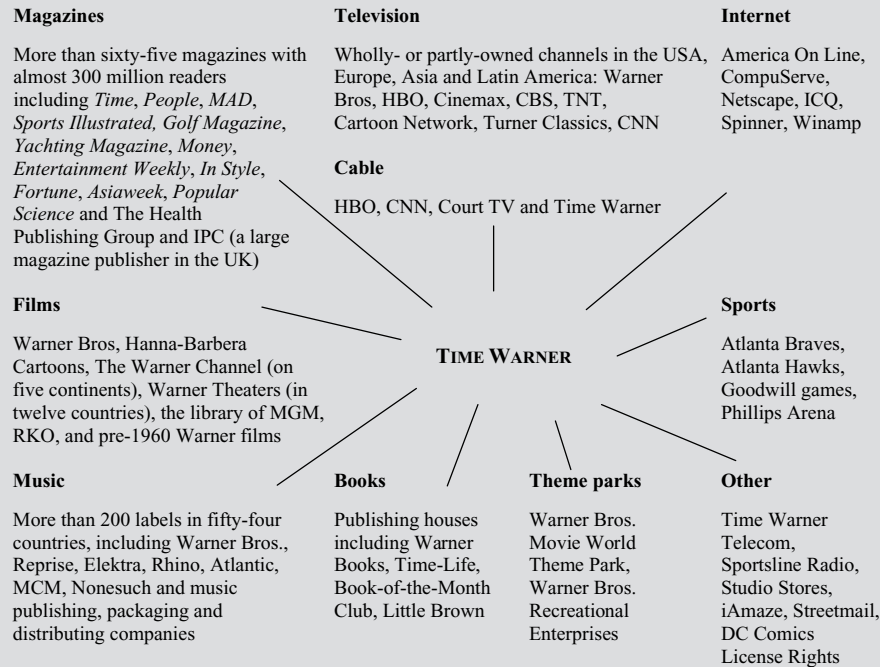 Magazines
More than sixty-five magazines with
almost 300 million readers
including Time, People, MAD,
Sports Illustrated, Golf Magazine,
Yachting Magazine, Money,
Entertainment Weekly, In Style,
Fortune, Asiaweek, Popular
Science and The Health
Publishing Group and IPC (a large
magazine publisher in the UK)
Television
Wholly- or partly-owned channels in the USA,
Europe, Asia and Latin America: Warner
Bros, HBO, Cinemax, CBS, TNT,
Cartoon Network, Turner Classics, CNN
Cable
HBO, CNN, Court TV and Time Warner
Internet
America On Line,
CompuServe,
Netscape, ICQ,
Spinner, Winamp
Films
Warner Bros, Hanna-Barbera
Cartoons, The Warner Channel (on
five continents), Warner Theaters (in
twelve countries), the library of MGM,
RKO, and pre-1960 Warner films
TIME WARNER
Sports
Atlanta Braves,
Atlanta Hawks,
Goodwill games,
Phillips Arena
Music
More than 200 labels in fifty-four
countries, including Warner Bros.,
Reprise, Elektra, Rhino, Atlantic,
MCM, Nonesuch and music
publishing, packaging and
distributing companies
Books
Publishing houses
including Warner
Books, Time-Life,
Book-of-the-Month
Club, Little Brown
Theme parks
Warner Bros.
Movie World
Theme Park,
Warner Bros.
Recreational
Enterprises
Other
Time Warner
Telecom,
Sportsline Radio,
Studio Stores,
iAmaze, Streetmail,
DC Comics
License Rights